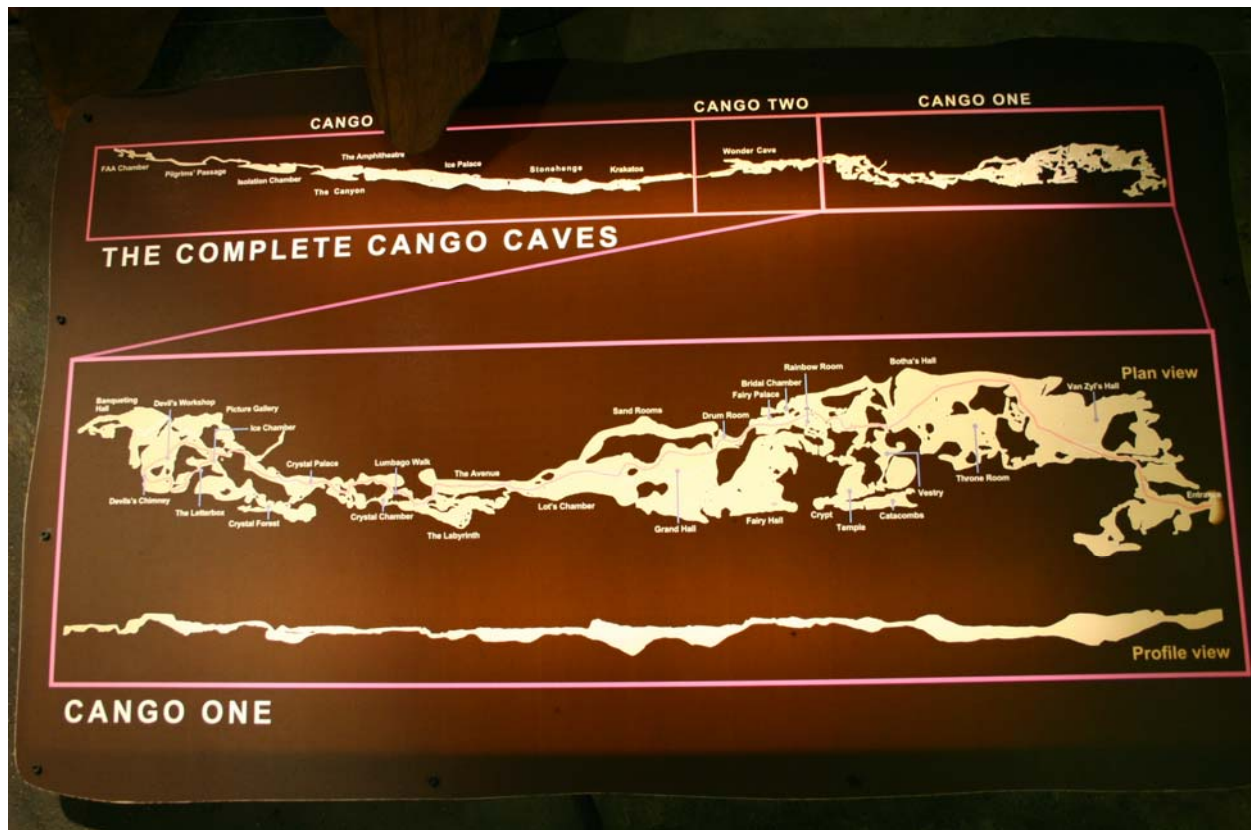 CANGO
CANGO TWO
CANGO ONE
FAA Chamber
Pilgrims' Passage
Isolation Chamber
The Amphitheatre
The Canyon
Ice Palace
Stonehenge
Krakatoa
Wonder Cave
THE COMPLETE CANGO CAVES
Plan view
Banqueting
Hall
Devil's Workshop
Picture Gallery
Ice Chamber
Crystal Palace
Lumbago Walk
The Avenue
Sand Rooms
Drum Room
Fairy Palace
Bridal Chamber
Rainbow Room
Botha's Hall
Van Zyl's Hall
Devils's Chimney
The Letterbox
Crystal Forest
Crystal Chamber
The Labyrinth
Lot's Chamber
Grand Hall
Fairy Hall
Crypt
Temple
Catacombs
Vestry
Throne Room
Entrance
Profile view
CANGO ONE